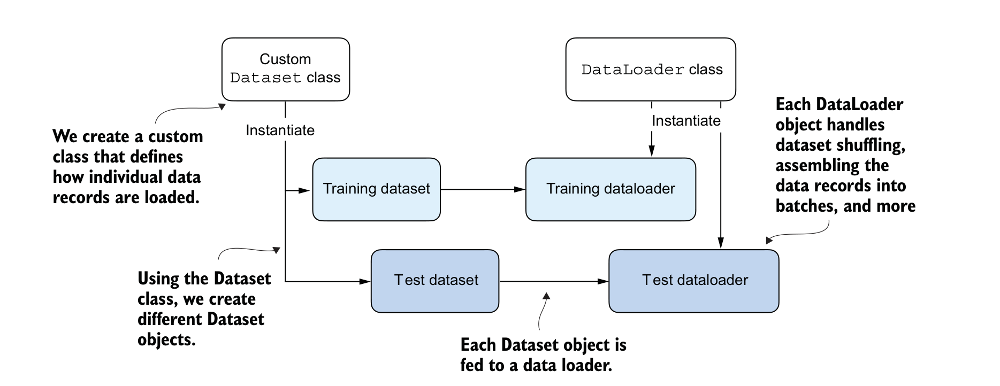 Custom
Dataset class
DataLoader class
Instantiate
Instantiate
We create a custom
class that defines
how individual data
records are loaded.
Each DataLoader
object handles
dataset shuffling,
assembling the
data records into
batches, and more
Training dataset
Training dataloader
Using the Dataset
class, we create
different Dataset
objects.
Test dataset
Test dataloader
Each Dataset object is
fed to a data loader.